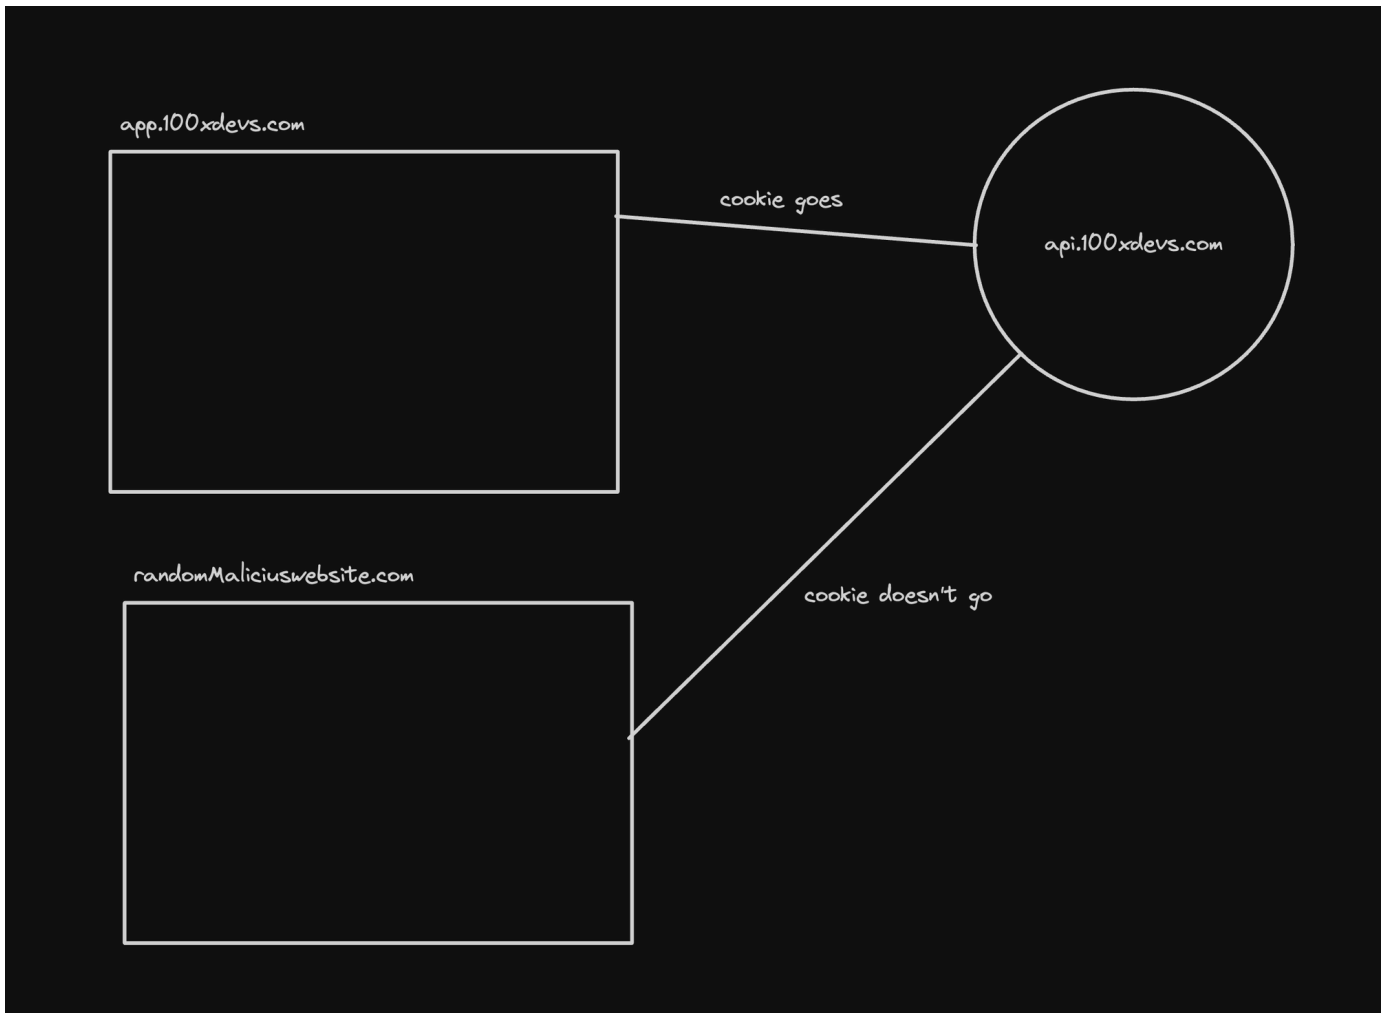 app.100xdevs.com
cookie goes
api.100xdevs.com
randomMaliciuswebsite.com
cookie doesn't go